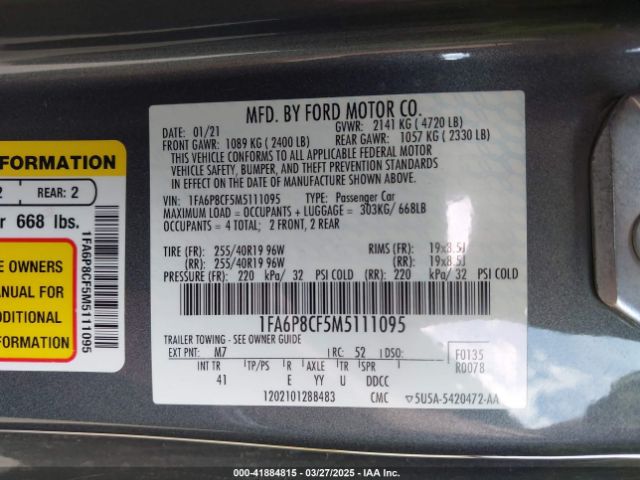 MFD. BY FORD MOTOR CO.
DATE: 01/21 GVWR: 2141 KG ( 4720 LB)
FRONT GAWR: 1089 KG ( 2400 LB) REAR GAWR: 1057 KG ( 2330 LB)
THIS VEHICLE CONFORMS TO ALL APPLICABLE FEDERAL MOTOR
VEHICLE SAFETY, BUMPER, AND THEFT PREVENTION STANDARDS
IN EFFECT ON THE DATE OF MANUFACTURE SHOWN ABOVE.
VIN: 1FA6P8CF5M5111095 TYPE: Passenger Car
MAXIMUM LOAD = OCCUPANTS + LUGGAGE = 303KG/ 668LB
OCCUPANTS = 4 TOTAL; 2 FRONT, 2 REAR
TIRE (FR): 255/40R19 96W RIMS (FR): 19x8.5J
(RR): 255/40R19 96W (RR): 19x8.5J
PRESSURE (FR): 220 kPa/ 32 PSI COLD (RR): 220 kPa/ 32 PSI COLD
1FA6P8CF5M5111095
TRAILER TOWING - SEE OWNER GUIDE
EXT PNT: M7 RC: 52 DSO: F0135
R0078
INT TR TP/PS R AXLE TR SPR
41 E YY U DDCC
1202101288483 CMC 5U5A-5420472-AA
FORMATION
2 REAR: 2
r 668 lbs.
E OWNERS
ANUAL FOR
DDITIONAL
FORMATION
1FA6P8CF5M5111095
000-41884815 - 03/27/2025 - IAA Inc.